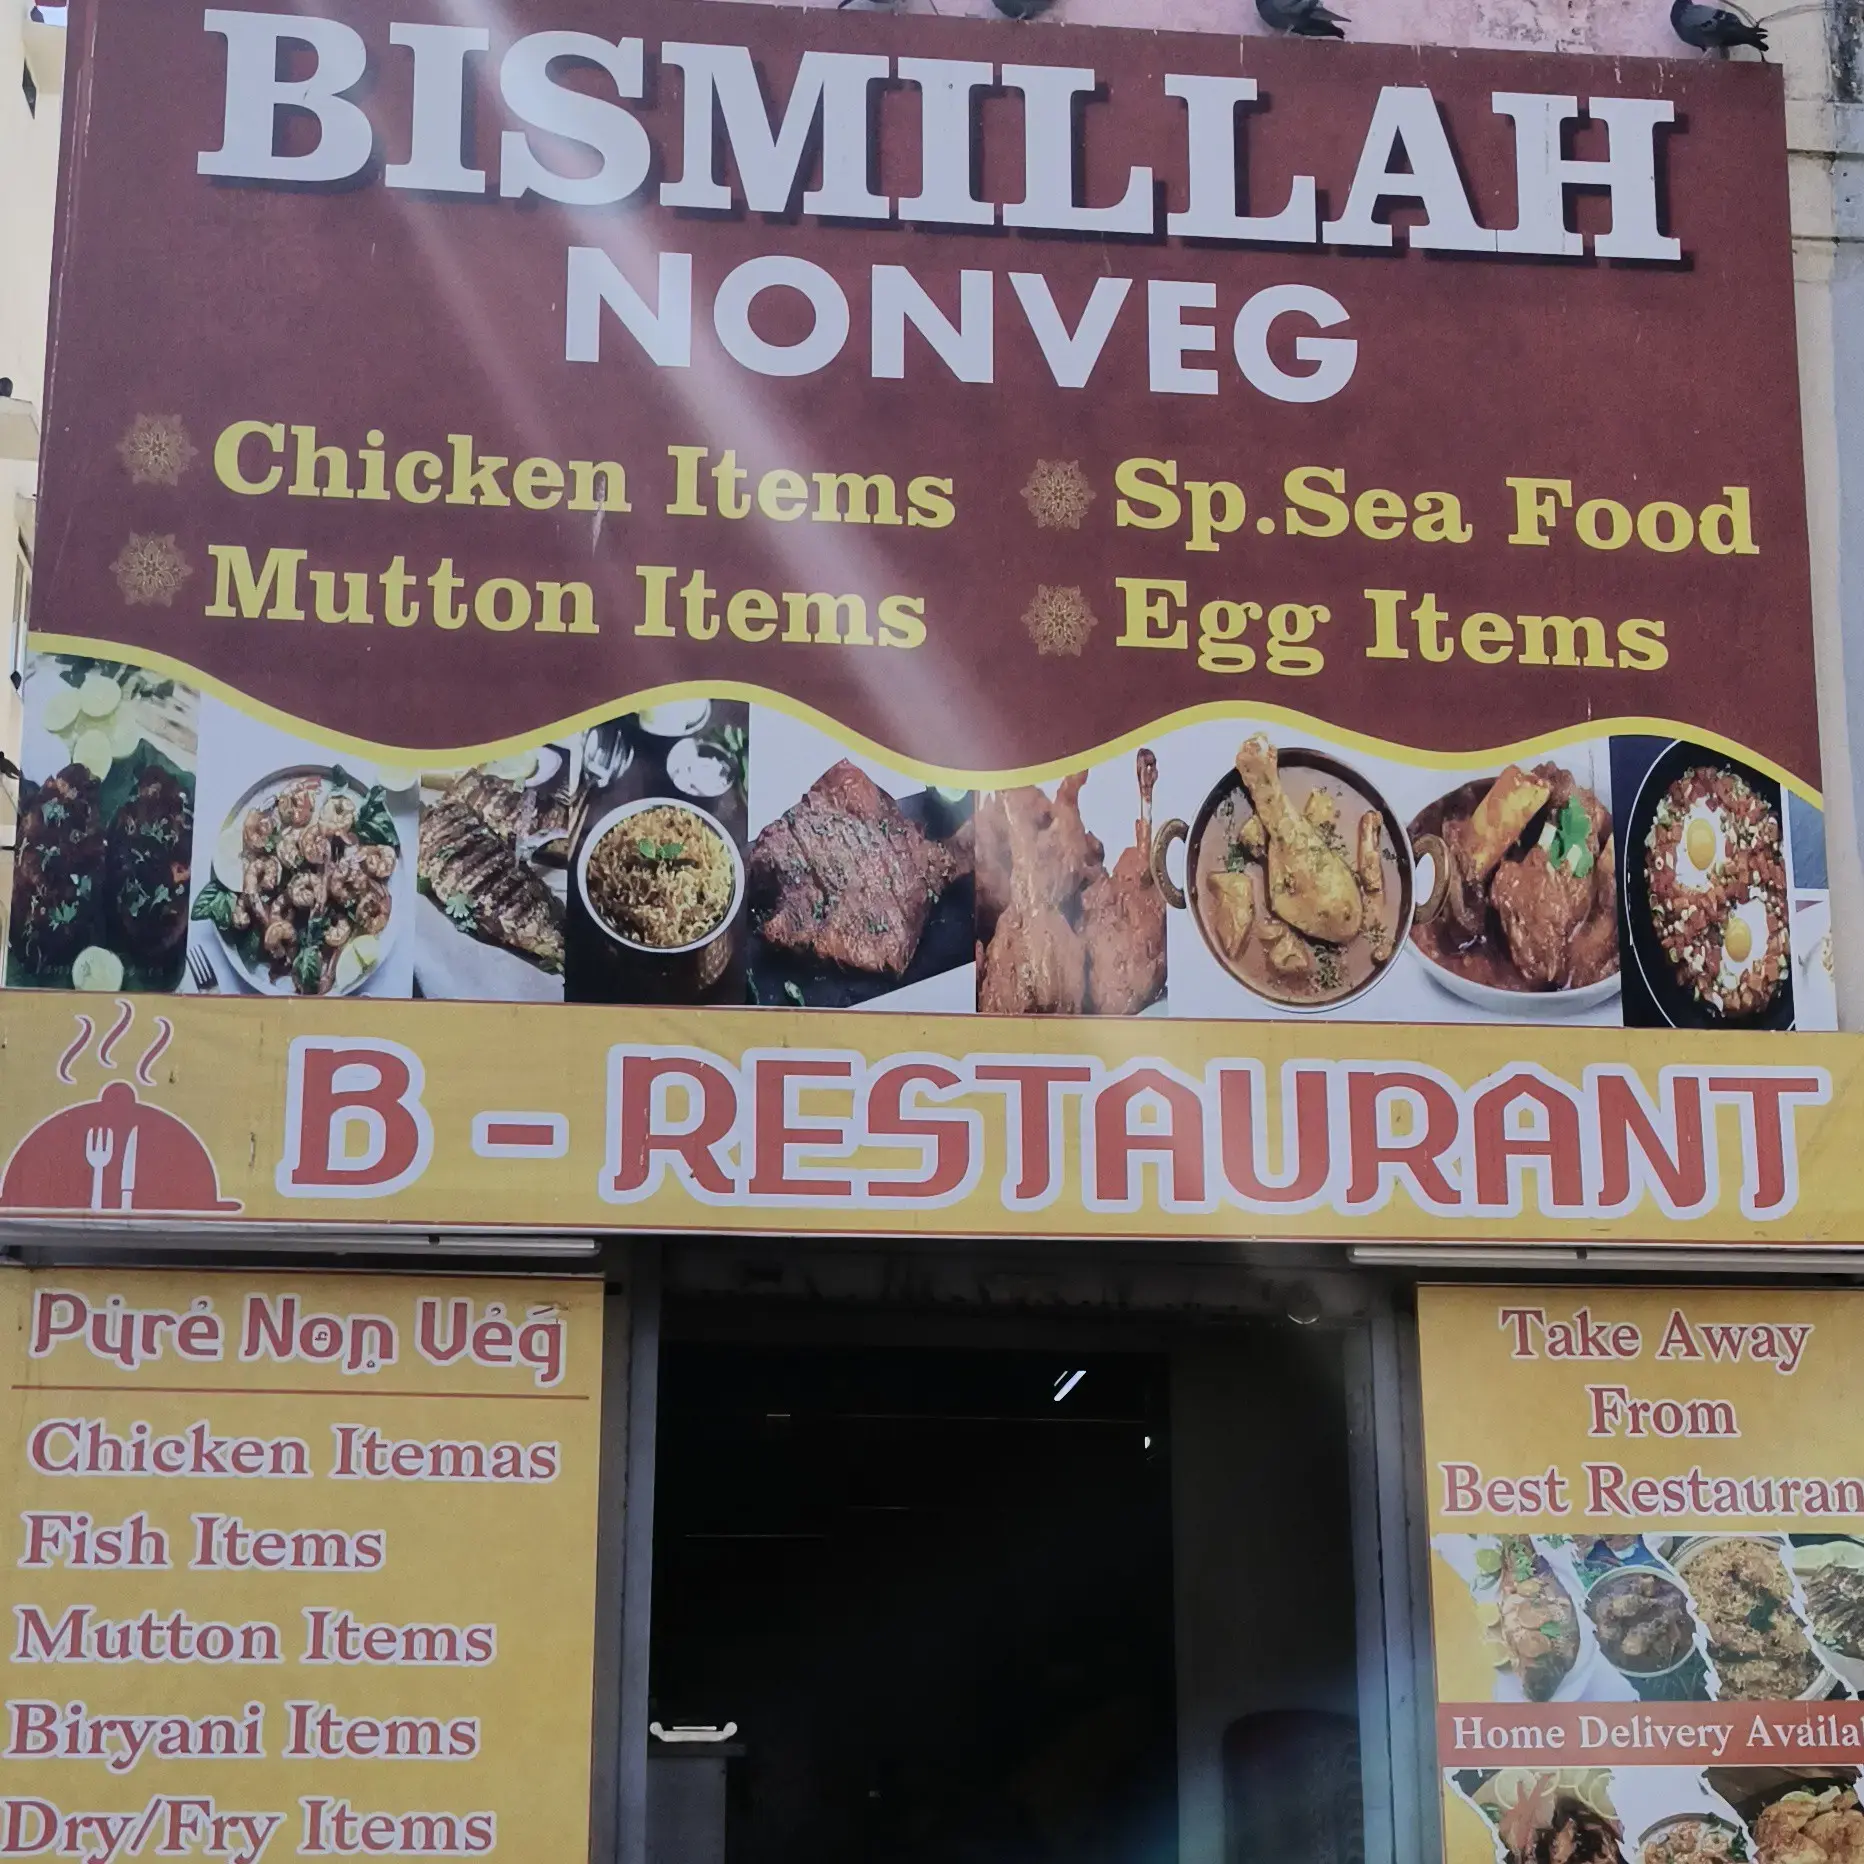 BISMILLAH
NONVEG
Chicken Items
Sp.Sea Food
Mutton Items
Egg Items
B - RESTAURANT
Pure Non Veg
Chicken Itemas
Fish Items
Mutton Items
Biryani Items
Dry/Fry Items
Take Away
From
Best Restauran
Home Delivery Availa